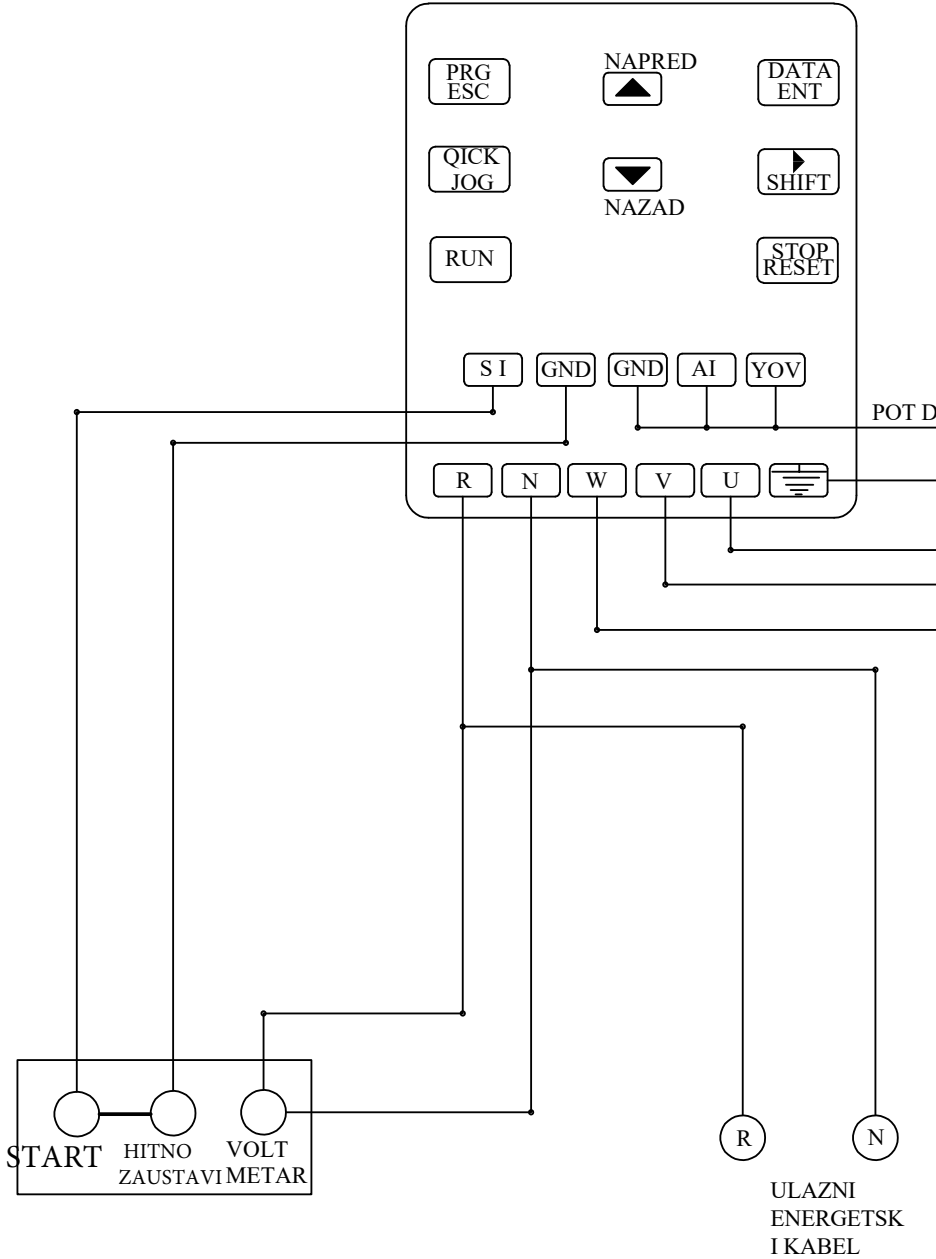 NAPRED
PRG
ESC
DATA
ENT
QICK
JOG
SHIFT
NAZAD
RUN
STOP
RESET
S I
GND
GND
AI
YOV
POT D
R
N
W
V
U
START
HITNO
ZAUSTAVI
VOLT
METAR
R
N
ULAZNI
ENERGETSK
I KABEL